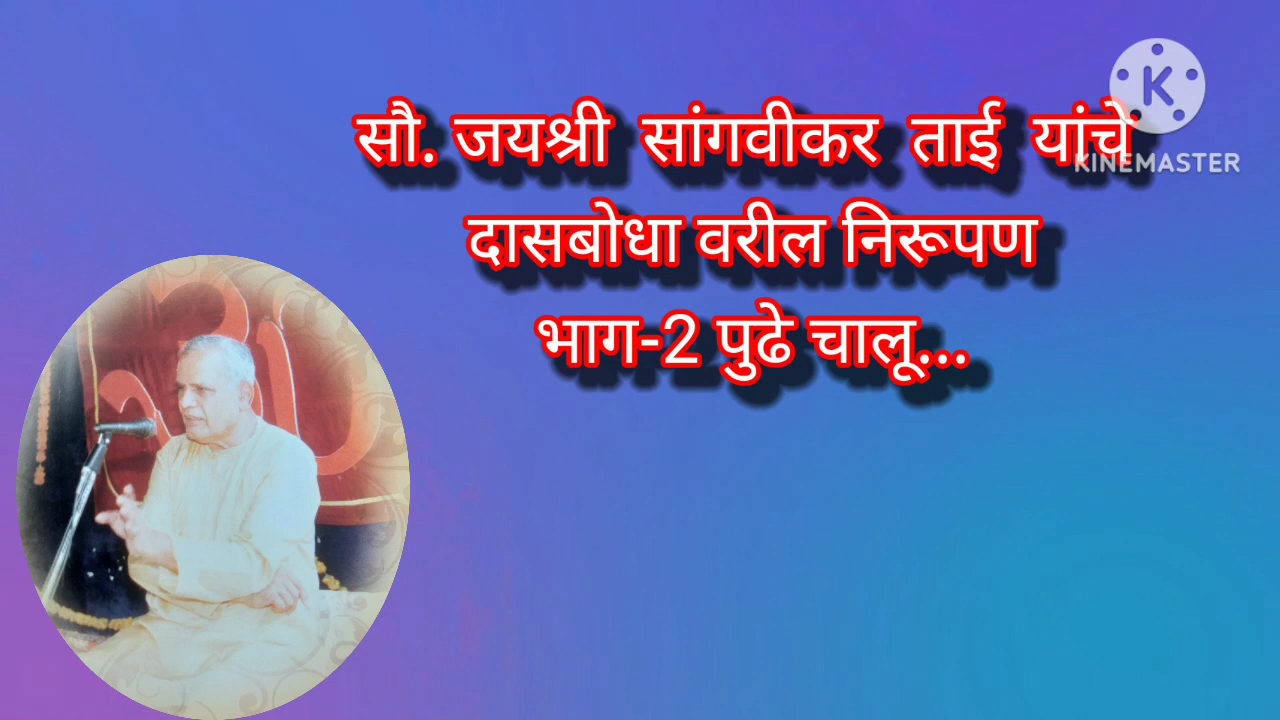 सौ. जयश्री सांगवीकर ताई यांचे
दासबोधा वरील निरूपण
भाग-2 पुढे चालू...
K
KINEMASTER